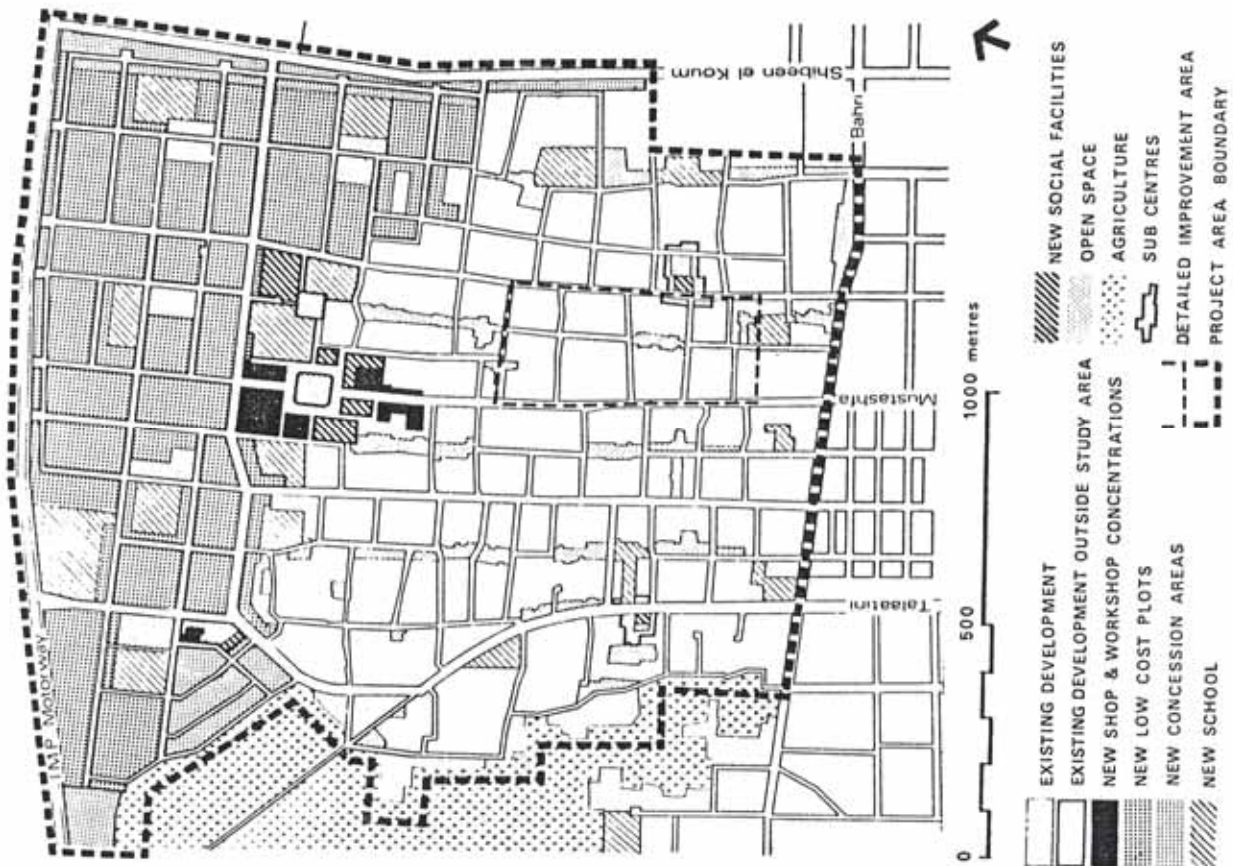 I.M.P. Motorway
Shibeen el Koum
Bahri
Mustashfa
Talaatini
0
500
1000 metres
EXISTING DEVELOPMENT
EXISTING DEVELOPMENT OUTSIDE STUDY AREA
NEW SHOP & WORKSHOP CONCENTRATIONS
NEW LOW COST PLOTS
NEW CONCESSION AREAS
NEW SCHOOL
NEW SOCIAL FACILITIES
OPEN SPACE
AGRICULTURE
SUB CENTRES
DETAILED IMPROVEMENT AREA
PROJECT AREA BOUNDARY